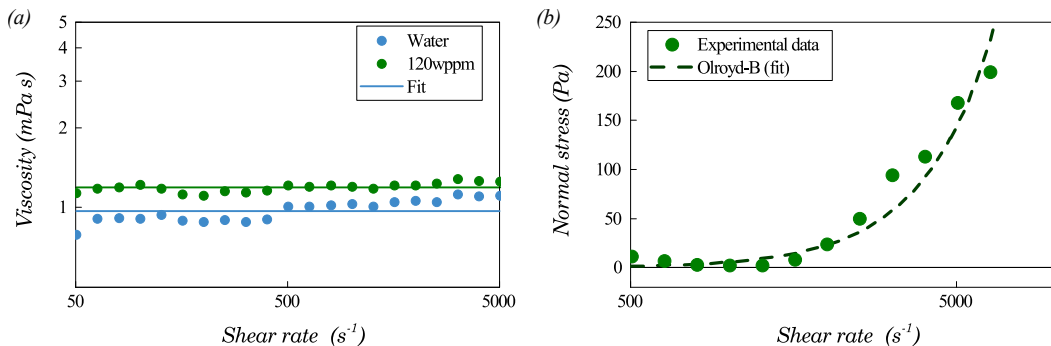 (a)
Viscosity (mPa s)
5
4
3
2
1
50
500
5000
Shear rate (s⁻¹)
Water
120wppm
Fit
(b)
Normal stress (Pa)
250
200
150
100
50
0
500
5000
Shear rate (s⁻¹)
Experimental data
Olroyd-B (fit)